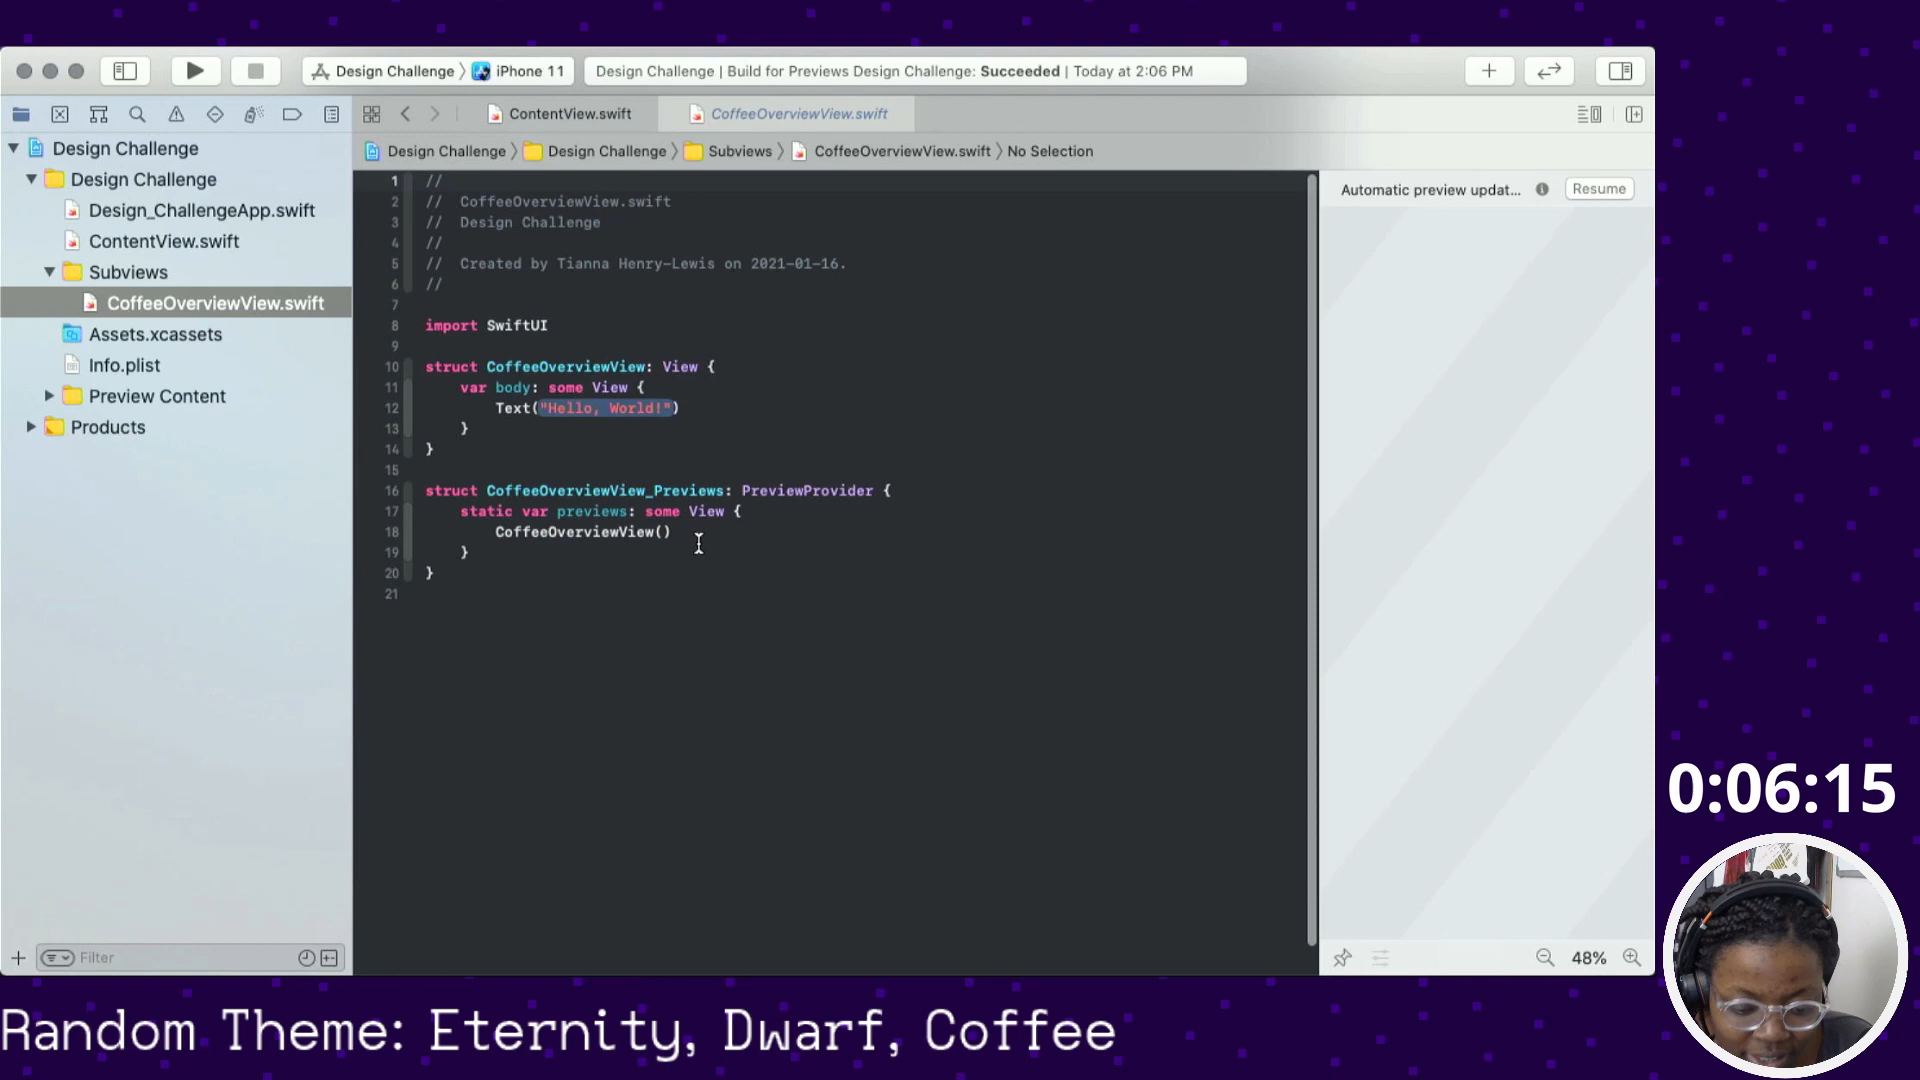 Design Challenge 〉 iPhone 11
Design Challenge | Build for Previews Design Challenge: Succeeded | Today at 2:06 PM
ContentView.swift
CoffeeOverviewView.swift
Design Challenge
Design Challenge
Design_ChallengeApp.swift
ContentView.swift
Subviews
CoffeeOverviewView.swift
Assets.xcassets
Info.plist
Preview Content
Products
Filter
Design Challenge 〉 Design Challenge 〉 Subviews 〉 CoffeeOverviewView.swift 〉 No Selection
1 //
2 //  CoffeeOverviewView.swift
3 //  Design Challenge
4 //
5 //  Created by Tianna Henry-Lewis on 2021-01-16.
6 //
7
8 import SwiftUI
9
10 struct CoffeeOverviewView: View {
11     var body: some View {
12         Text("Hello, World!")
13     }
14 }
15
16 struct CoffeeOverviewView_Previews: PreviewProvider {
17     static var previews: some View {
18         CoffeeOverviewView()
19     }
20 }
21
Automatic preview updat... Resume
48%
0:06:15
Random Theme: Eternity, Dwarf, Coffee